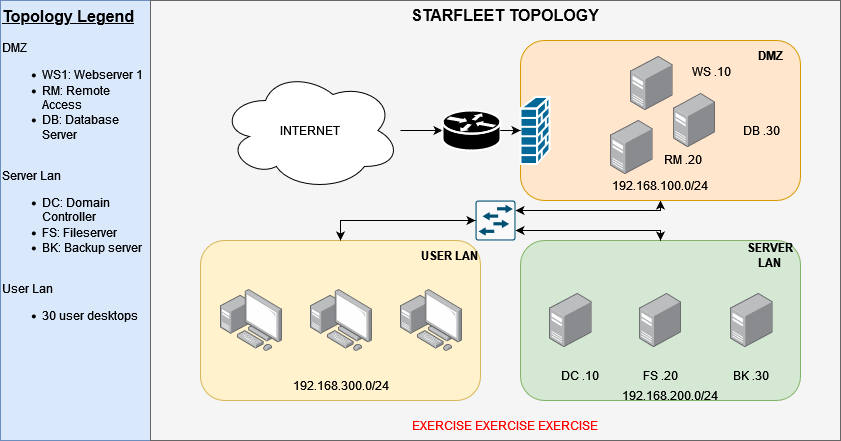 Topology Legend
DMZ
WS1: Webserver 1
RM: Remote
Access
DB: Database
Server
Server Lan
DC: Domain
Controller
FS: Fileserver
BK: Backup server
User Lan
30 user desktops
STARFLEET TOPOLOGY
INTERNET
DMZ
WS .10
DB .30
RM .20
192.168.100.0/24
USER LAN
192.168.300.0/24
SERVER
LAN
DC .10
FS .20
BK .30
192.168.200.0/24
EXERCISE EXERCISE EXERCISE